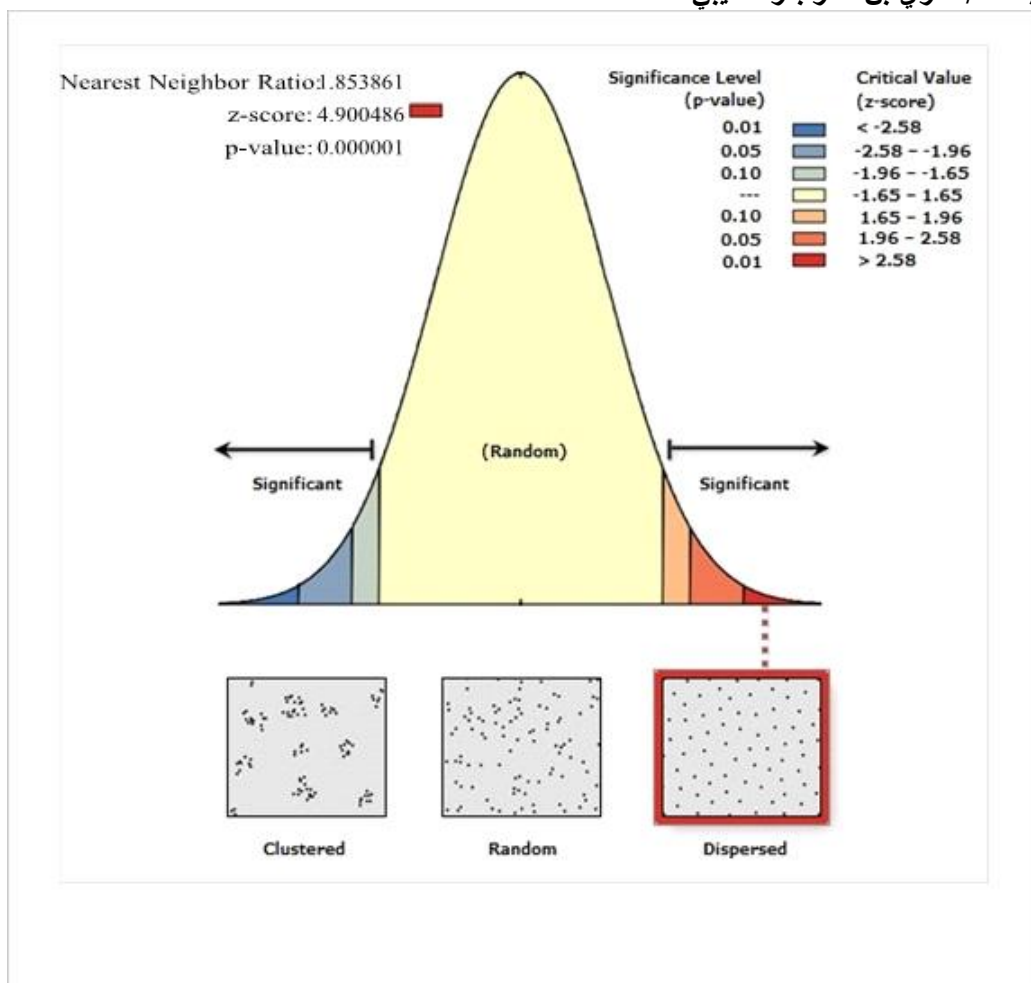 Nearest Neighbor Ratio:1.853861
z-score: 4.900486
p-value: 0.000001
Significance Level
(p-value)
Critical Value
(z-score)
0.01 < -2.58
0.05 -2.58 - -1.96
0.10 -1.96 - -1.65
--- -1.65 - 1.65
0.10 1.65 - 1.96
0.05 1.96 - 2.58
0.01 > 2.58
(Random)
Significant
Significant
Clustered
Random
Dispersed